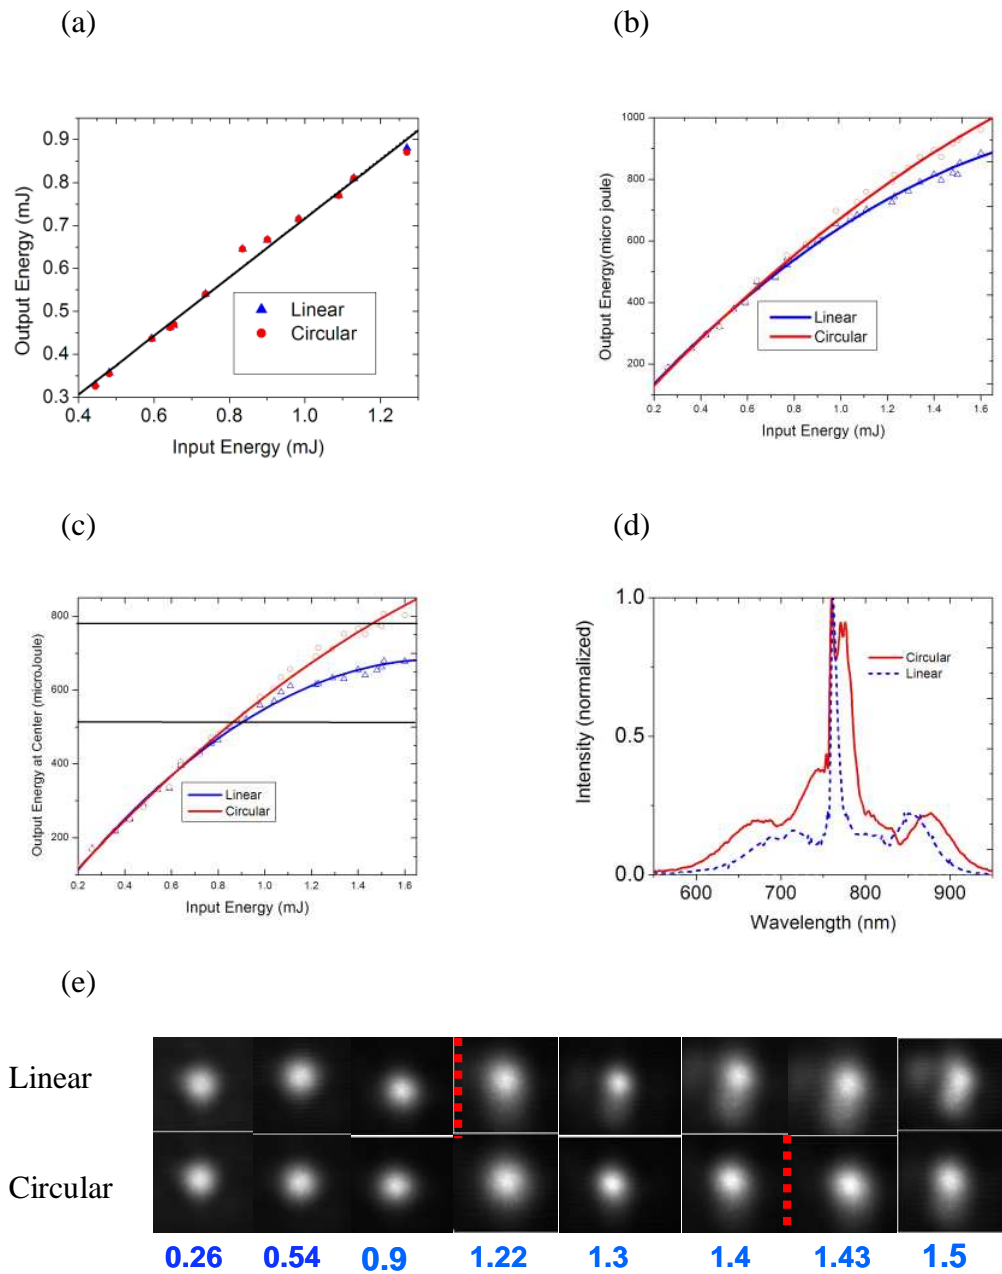 (a)
(b)
Output Energy (mJ)
0.9
0.8
0.7
0.6
0.5
0.4
0.3
Linear
Circular
0.4 0.6 0.8 1.0 1.2
Input Energy (mJ)
Output Energy(micro joule)
1000
800
600
400
200
Linear
Circular
0.2 0.4 0.6 0.8 1.0 1.2 1.4 1.6
Input Energy (mJ)
(c)
(d)
Output Energy at Center (microJoule)
800
600
400
200
Linear
Circular
0.2 0.4 0.6 0.8 1.0 1.2 1.4 1.6
Input Energy (mJ)
Intensity (normalized)
1.0
0.5
0.0
Circular
Linear
600 700 800 900
Wavelength (nm)
(e)
Linear
Circular
0.26 0.54 0.9 1.22 1.3 1.4 1.43 1.5